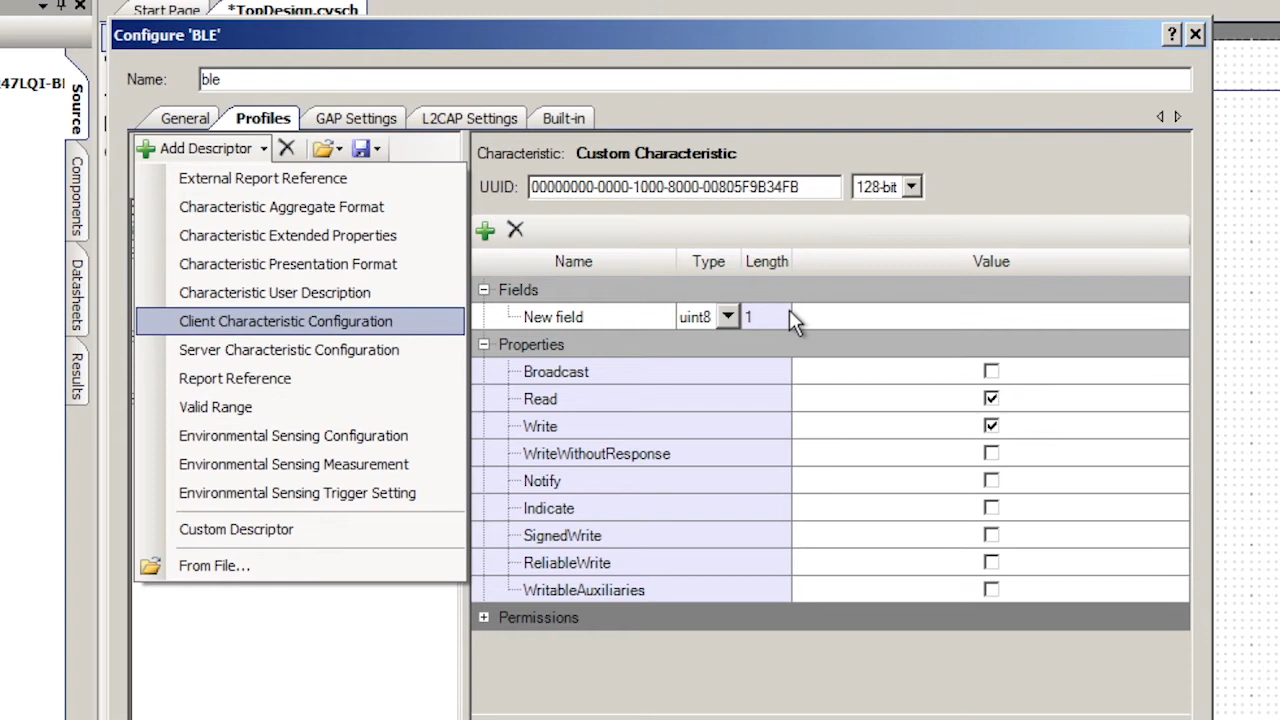 Start Page
*TopDesign.cysch
Configure 'BLE'
Name:
ble
General
Profiles
GAP Settings
L2CAP Settings
Built-in
Source
Components
Datasheets
Results
Add Descriptor
External Report Reference
Characteristic Aggregate Format
Characteristic Extended Properties
Characteristic Presentation Format
Characteristic User Description
Client Characteristic Configuration
Server Characteristic Configuration
Report Reference
Valid Range
Environmental Sensing Configuration
Environmental Sensing Measurement
Environmental Sensing Trigger Setting
Custom Descriptor
From File...
Characteristic: Custom Characteristic
UUID: 00000000-0000-1000-8000-00805F9B34FB 128-bit
Name Type Length Value
Fields
New field uint8 1
Properties
Broadcast
Read
Write
WriteWithoutResponse
Notify
Indicate
SignedWrite
ReliableWrite
WritableAuxiliaries
Permissions